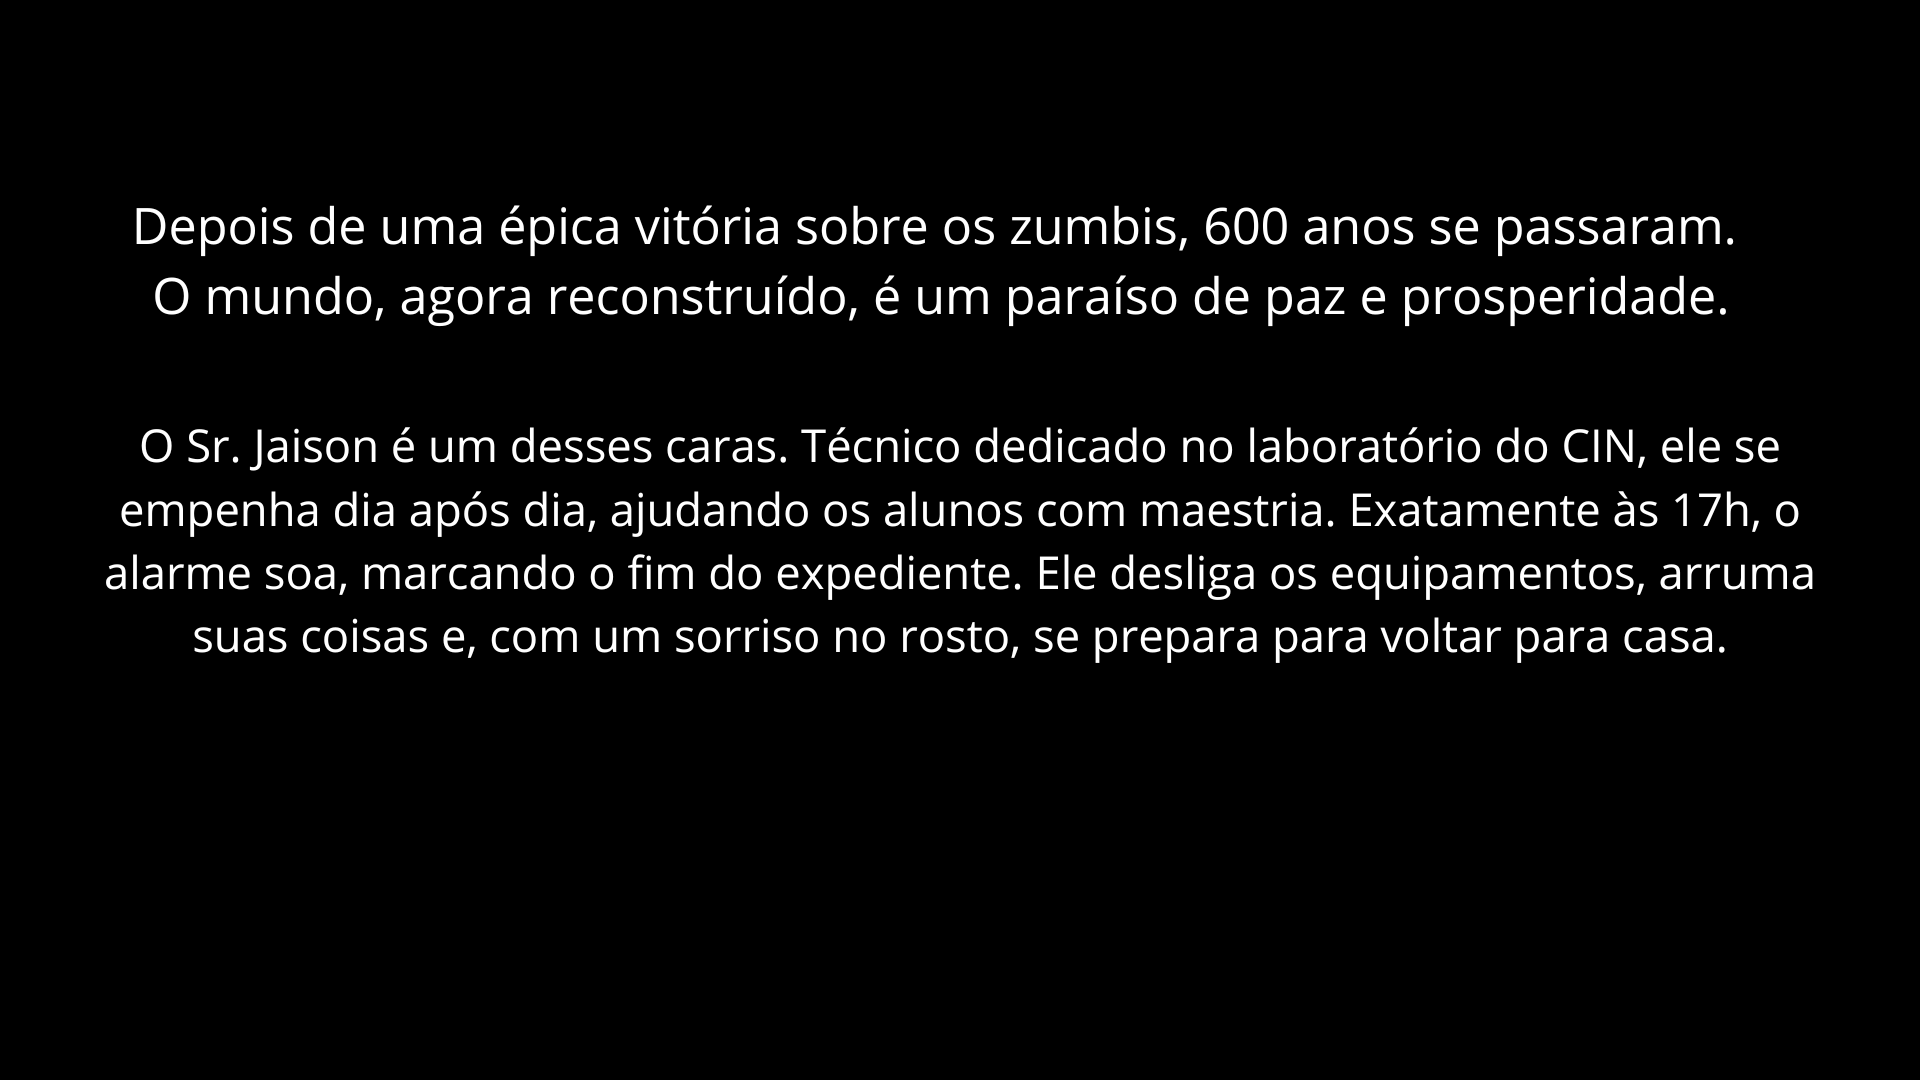 Depois de uma épica vitória sobre os zumbis, 600 anos se passaram.
O mundo, agora reconstruído, é um paraíso de paz e prosperidade.
O Sr. Jaison é um desses caras. Técnico dedicado no laboratório do CIN, ele se
empenha dia após dia, ajudando os alunos com maestria. Exatamente às 17h, o
alarme soa, marcando o fim do expediente. Ele desliga os equipamentos, arruma
suas coisas e, com um sorriso no rosto, se prepara para voltar para casa.